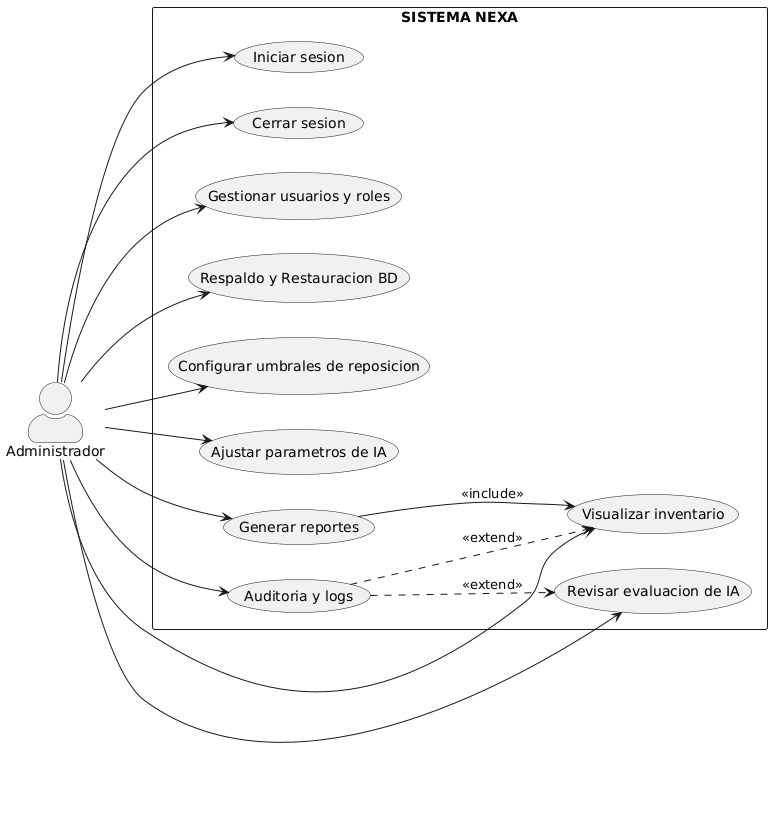 SISTEMA NEXA
Iniciar sesion
Cerrar sesion
Gestionar usuarios y roles
Respaldo y Restauracion BD
Configurar umbrales de reposicion
Administrador
Ajustar parametros de IA
«include»
Visualizar inventario
Generar reportes
«extend»
«extend»
Revisar evaluacion de IA
Auditoria y logs